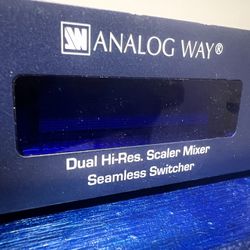 ANALOG WAY®
Dual Hi-Res. Scaler Mixer
Seamless Switcher